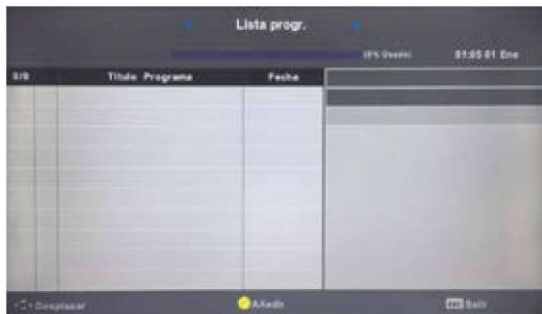 Lista progr.
(0% Usado) 01:05 01 Ene
0/0 Título Programa Fecha
Desplazar Añadir Salir